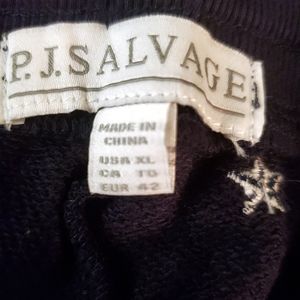 P.J.SALVAGE
MADE IN
CHINA
USA XL
CA TG
EUR 42